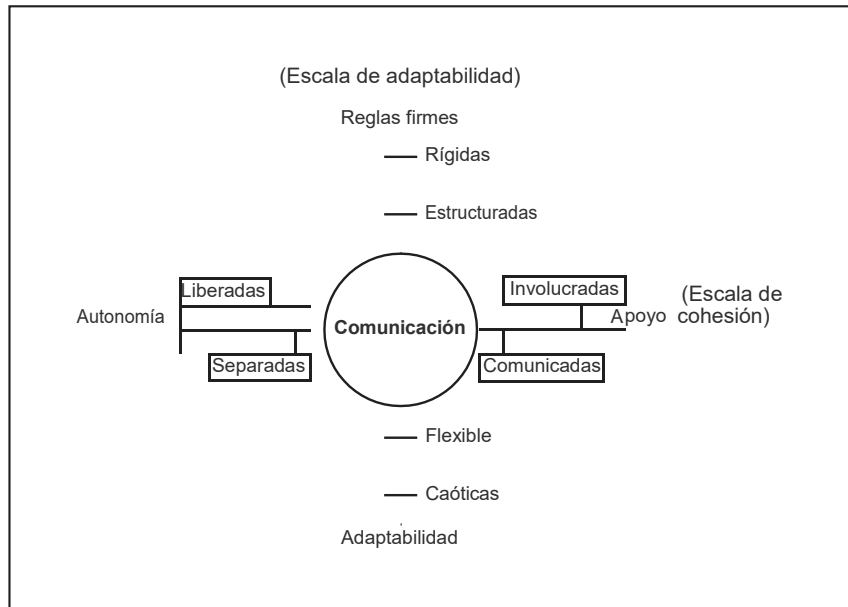 (Escala de adaptabilidad)
Reglas firmes
Rígidas
Estructuradas
Liberadas
Involucradas
(Escala de
Autonomía
Comunicación
Apoyo
cohesión)
Separadas
Comunicadas
Flexible
Caóticas
Adaptabilidad